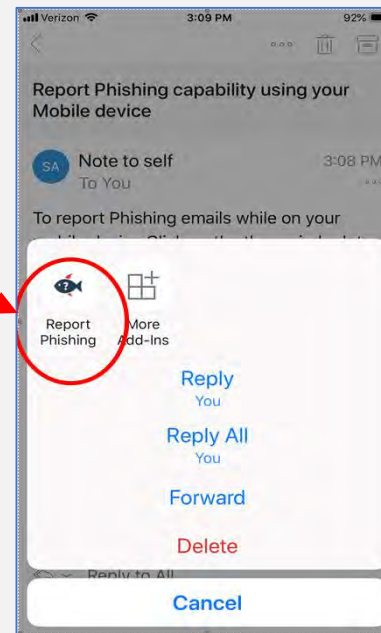 Verizon 3:09 PM 92%
Report Phishing capability using your
Mobile device
SA Note to self 3:08 PM
To You
To report Phishing emails while on your
?
Report More
Phishing Add-Ins
Reply
You
Reply All
You
Forward
Delete
Reply to All
Cancel